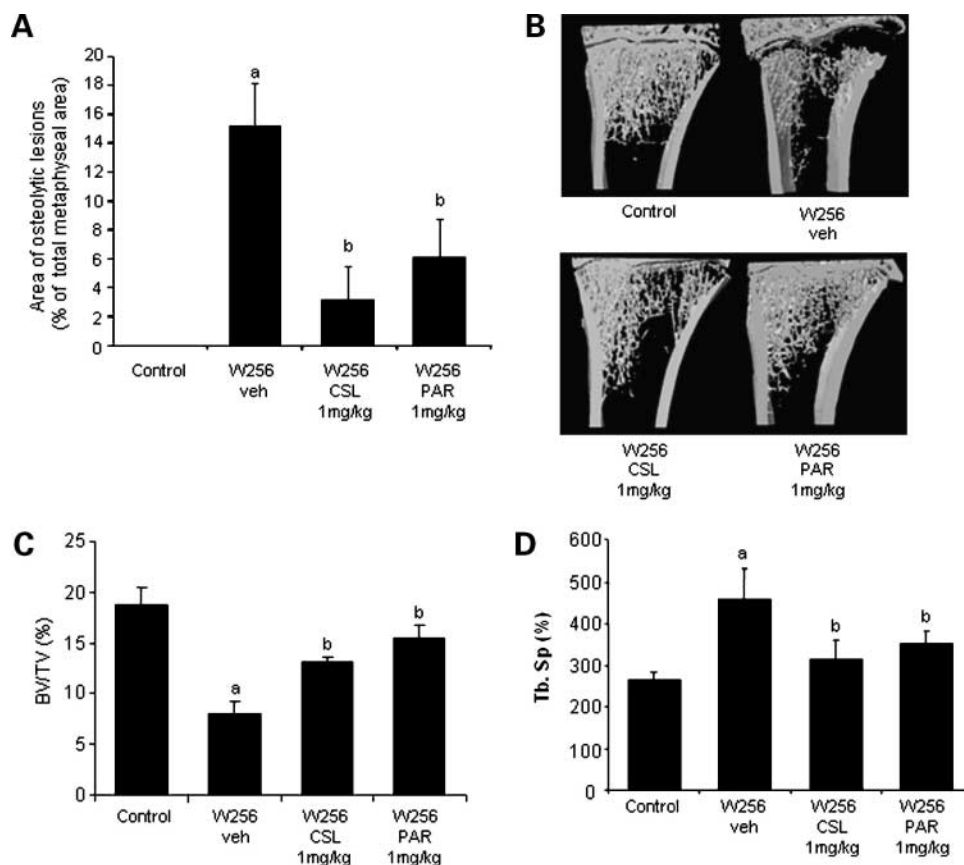 A
Area of osteolytic lesions
(% of total metaphyseal area)
20
18
16
14
12
10
8
6
4
2
0
a
b
b
Control
W256
veh
W256
CSL
1mg/kg
W256
PAR
1mg/kg
B
Control
W256
veh
W256
CSL
1mg/kg
W256
PAR
1mg/kg
C
BV/TV (%)
25
20
15
10
5
0
a
b
b
Control
W256
veh
W256
CSL
1mg/kg
W256
PAR
1mg/kg
D
Tb. Sp (%)
600
500
400
300
200
100
0
a
b
b
Control
W256
veh
W256
CSL
1mg/kg
W256
PAR
1mg/kg